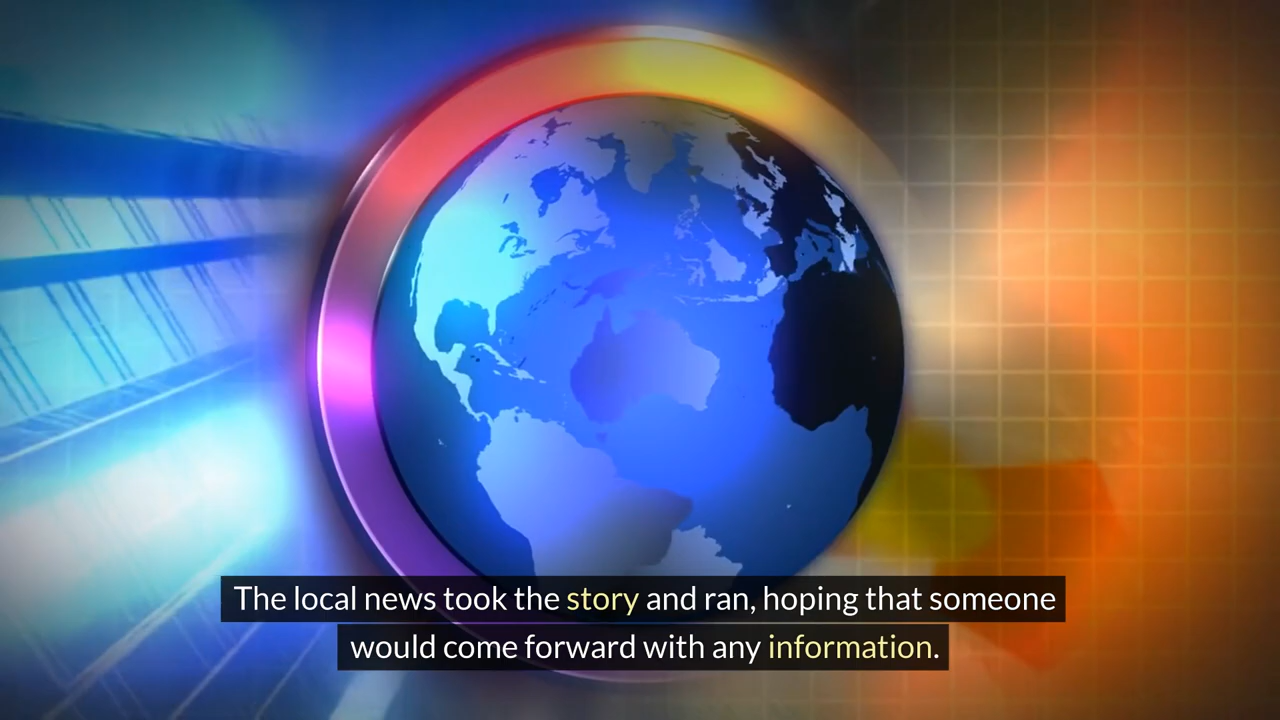 The local news took the story and ran, hoping that someone
would come forward with any information.